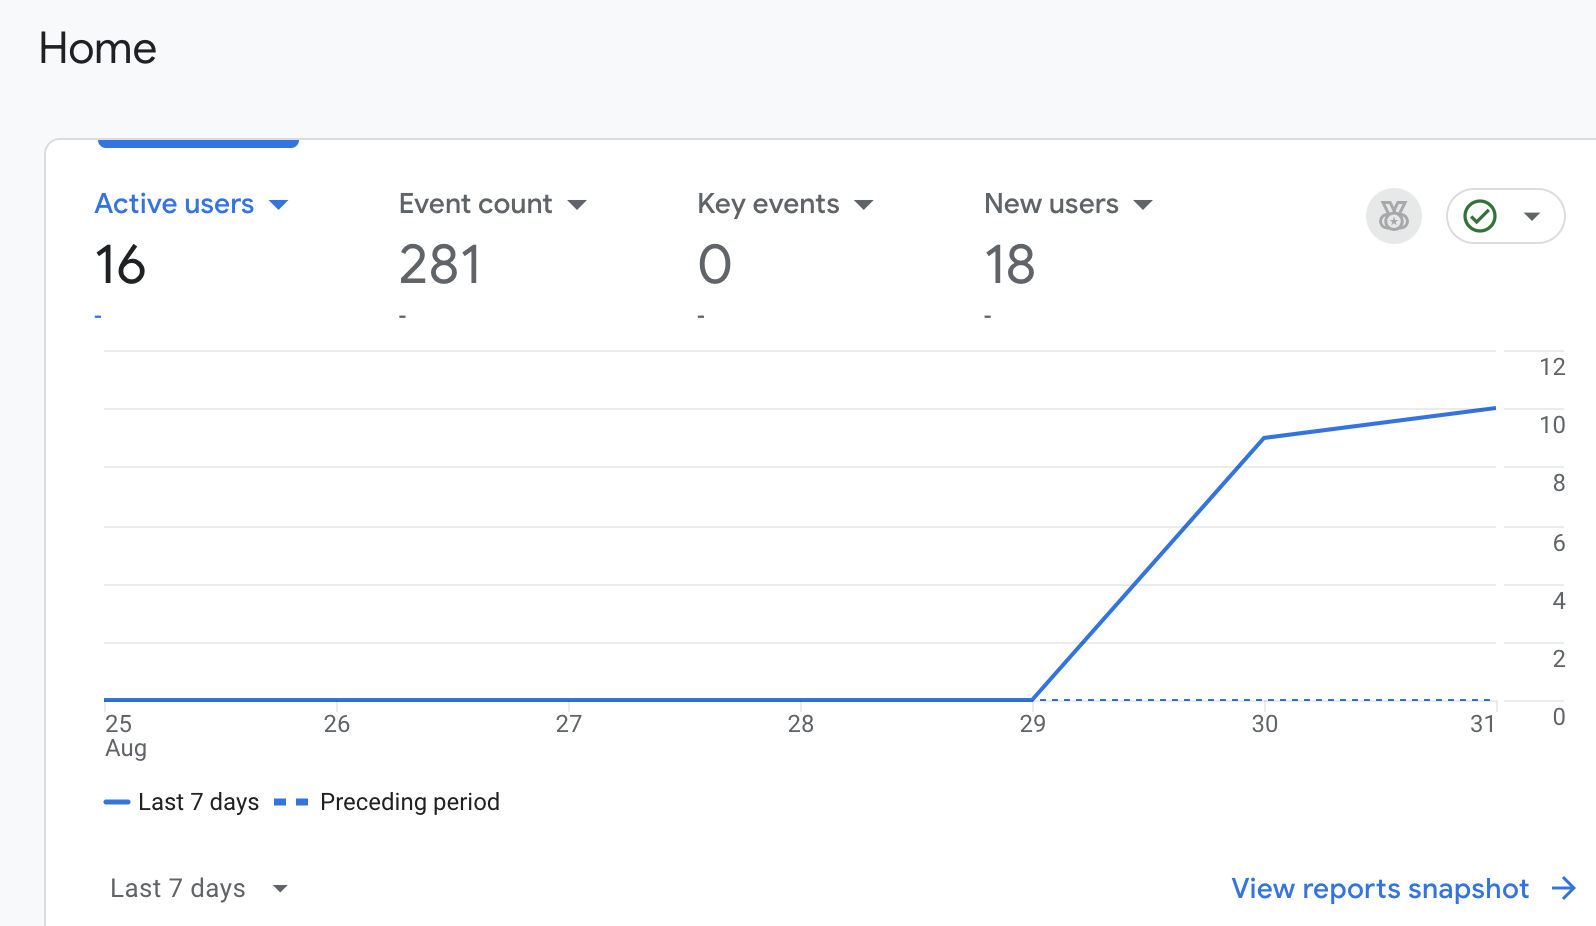 Home
Active users Event count Key events New users
16 281 0 18
- - - -
12
10
8
6
4
2
0
25 26 27 28 29 30 31
Aug
Last 7 days Preceding period
Last 7 days View reports snapshot